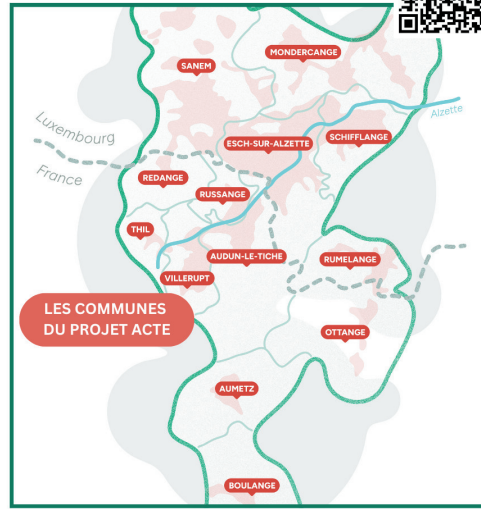 MONDERCANGE
SANEM
Alzette
Luxembourg
SCHIFFLANGE
ESCH-SUR-ALZETTE
France
REDANGE
RUSSANGE
THIL
AUDUN-LE-TICHE
RUMELANGE
VILLERUPT
LES COMMUNES
DU PROJET ACTE
OTTANGE
AUMETZ
BOULANGE